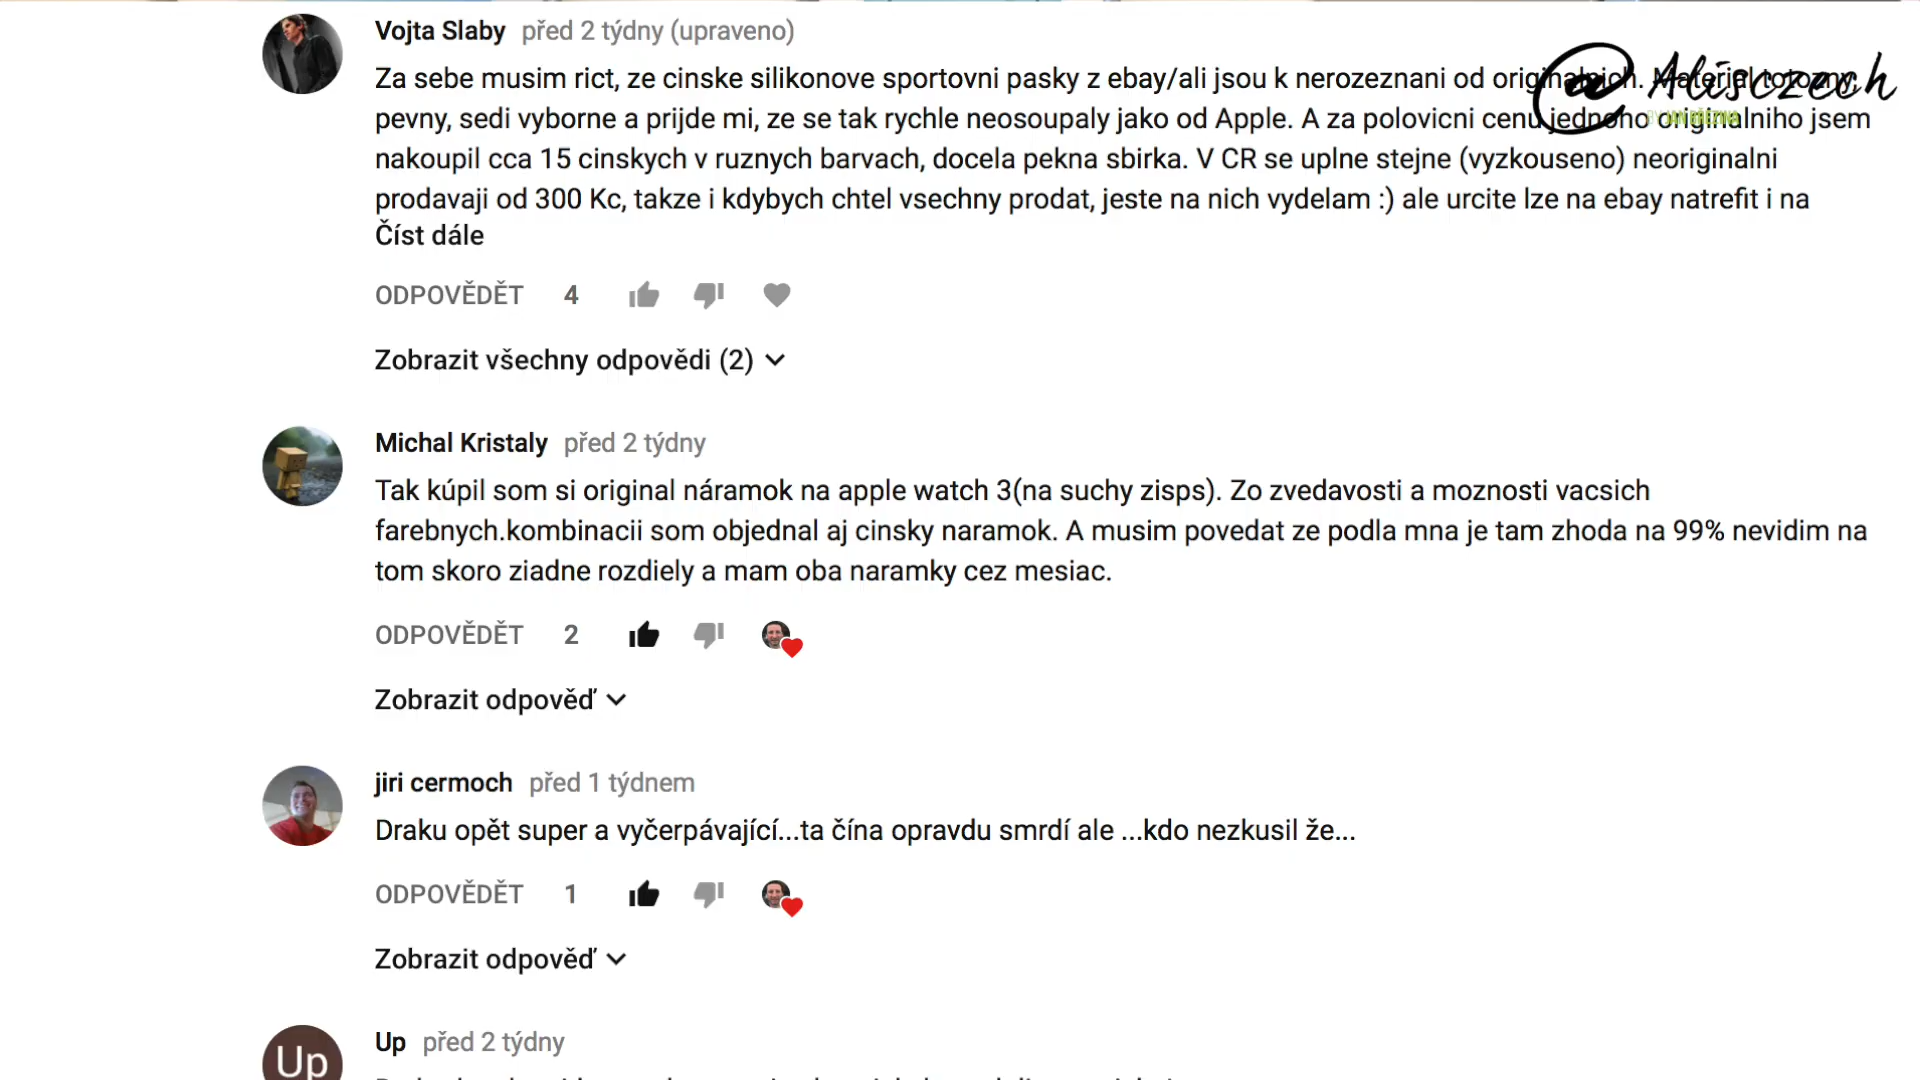 Vojta Slaby před 2 týdny (upraveno)
Za sebe musim rict, ze cinske silikonove sportovni pasky z ebay/ali jsou k nerozeznani od originalnich. Material totozny,
@Alisczech
pevny, sedi vyborne a prijde mi, ze se tak rychle neosoupaly jako od Apple. A za polovicni cenu jednoho originalniho jsem
BY JAN BŘEZINA
nakoupil cca 15 cinskych v ruznych barvach, docela pekna sbirka. V CR se uplne stejne (vyzkouseno) neoriginalni
prodavaji od 300 Kc, takze i kdybych chtel vsechny prodat, jeste na nich vydelam :) ale urcite lze na ebay natrefit i na
Číst dále
ODPOVĚDĚT 4
Zobrazit všechny odpovědi (2)
Michal Kristaly před 2 týdny
Tak kúpil som si original náramok na apple watch 3(na suchy zisps). Zo zvedavosti a moznosti vacsich
farebnych.kombinacii som objednal aj cinsky naramok. A musim povedat ze podla mna je tam zhoda na 99% nevidim na
tom skoro ziadne rozdiely a mam oba naramky cez mesiac.
ODPOVĚDĚT 2
Zobrazit odpověď
jiri cermoch před 1 týdnem
Draku opět super a vyčerpávající...ta čína opravdu smrdí ale ...kdo nezkusil že...
ODPOVĚDĚT 1
Zobrazit odpověď
Up
Up před 2 týdny